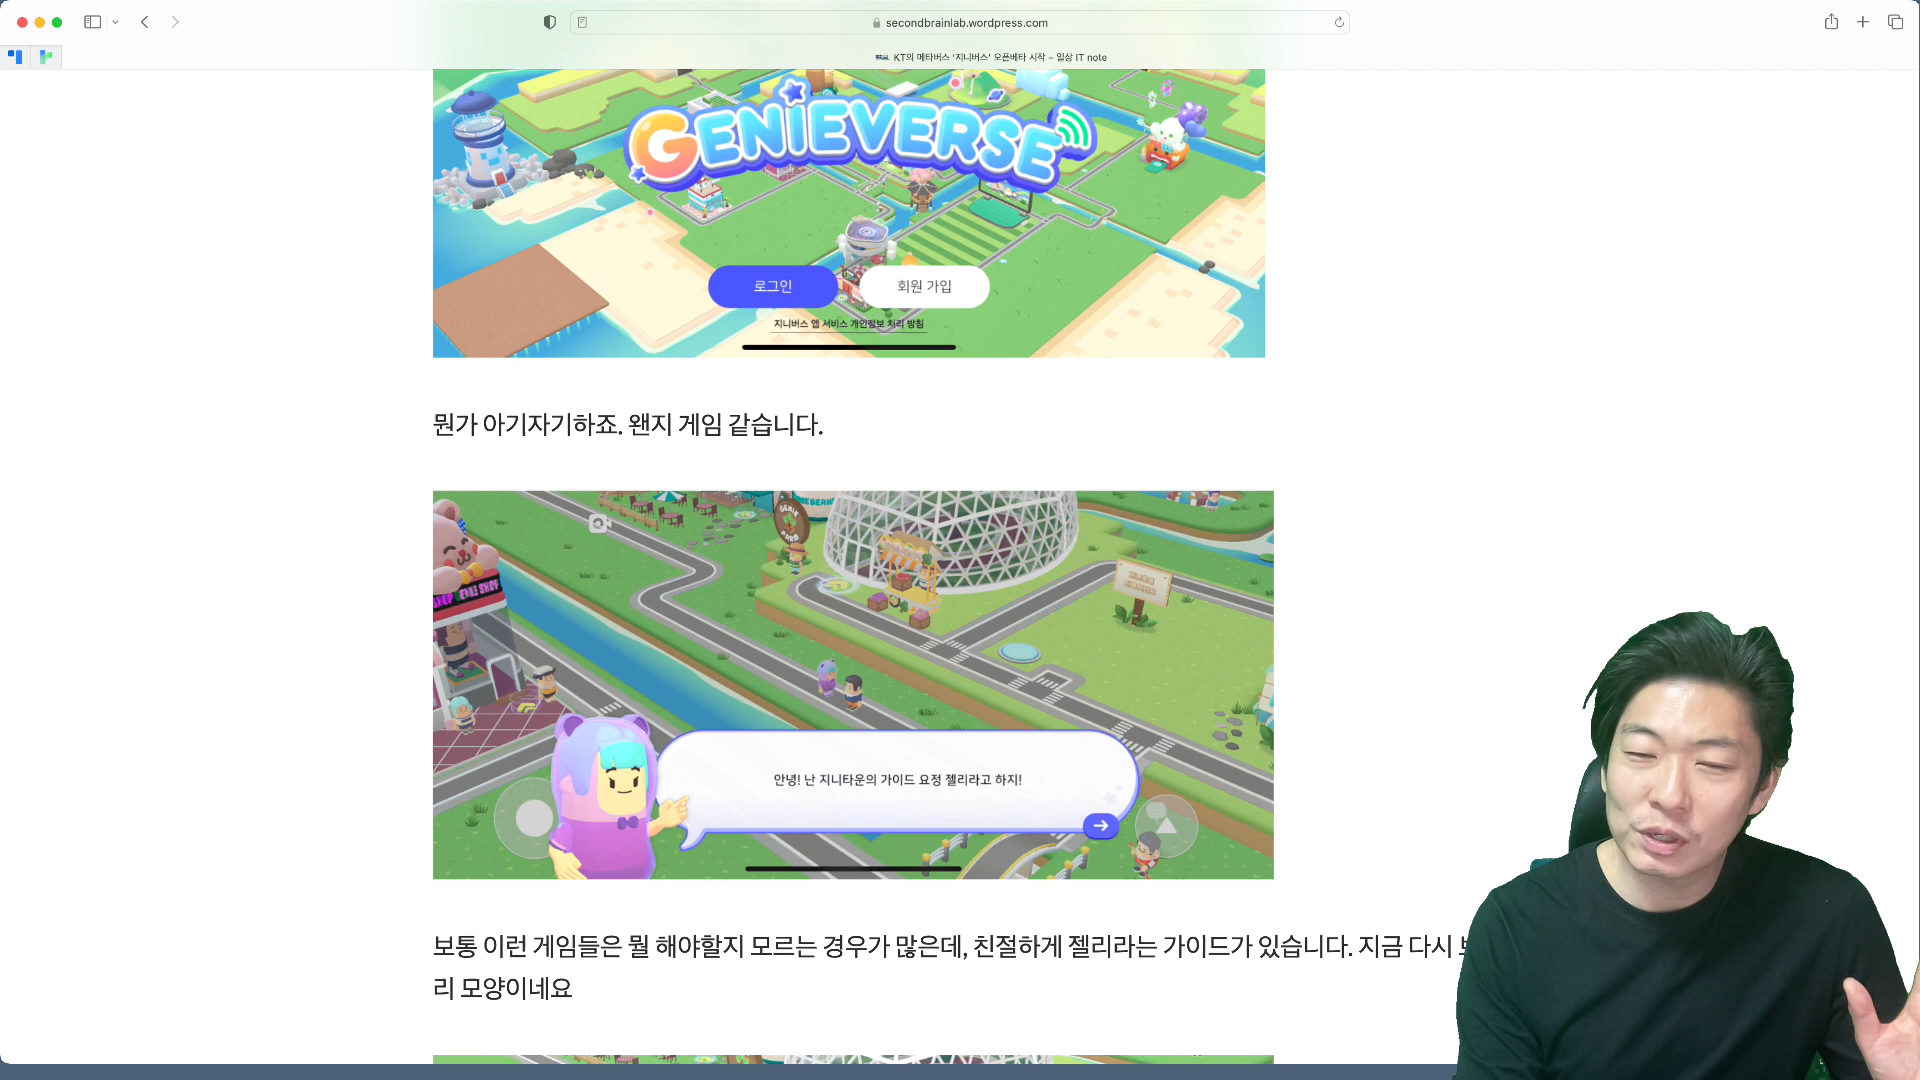 secondbrainlab.wordpress.com
KT의 메타버스 '지니버스' 오픈베타 시작 – 일상 IT note
GENIEVERSE
로그인
회원 가입
지니버스 앱 서비스 개인정보 처리 방침
뭔가 아기자기하죠. 왠지 게임 같습니다.
GENIE
FARM
안녕! 난 지니타운의 가이드 요정 젤리라고 하지!
보통 이런 게임들은 뭘 해야할지 모르는 경우가 많은데, 친절하게 젤리라는 가이드가 있습니다. 지금 다시
리 모양이네요